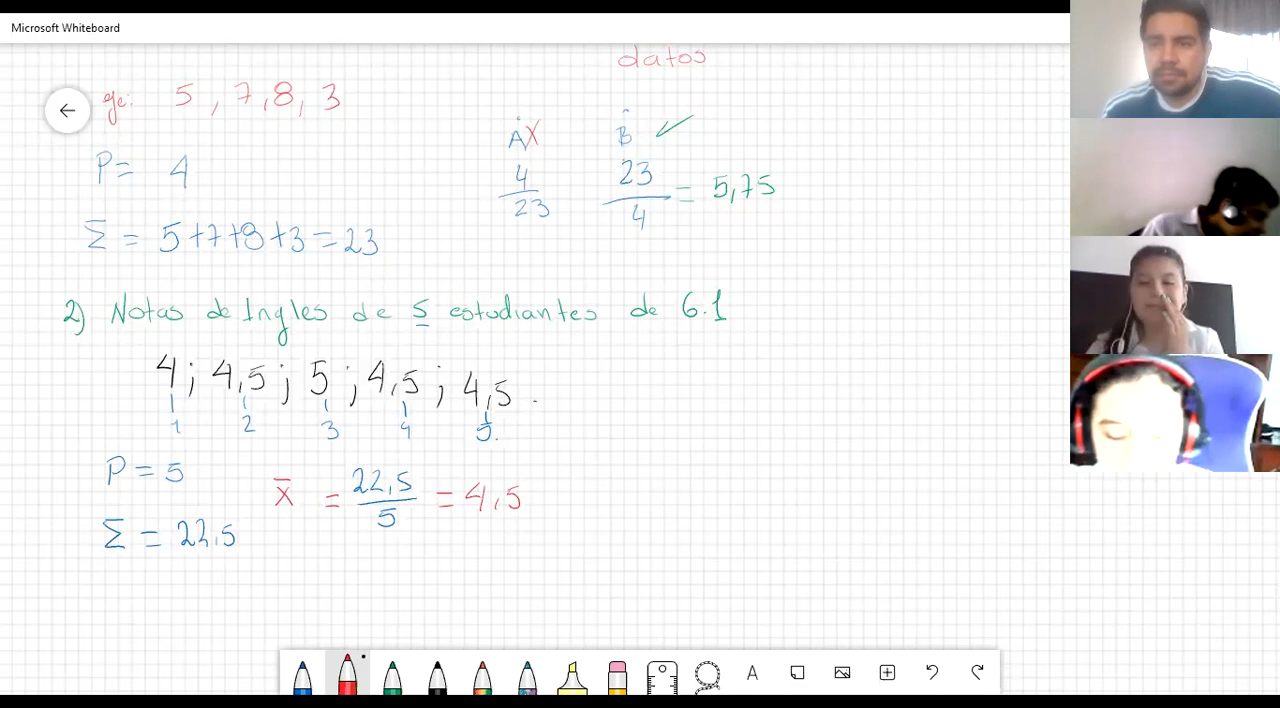 Microsoft Whiteboard
datos
ge: 5 , 7 , 8 , 3
A X B ✓
P = 4
4/23 23/4 = 5,75
Σ = 5+7+8+3 = 23
2) Notas de Ingles de 5 estudiantes de 6.1
4 ; 4,5 ; 5 ; 4,5 ; 4,5 .
1 2 3 4 5.
P = 5
x̄ = 22,5/5 = 4,5
Σ = 22,5
A